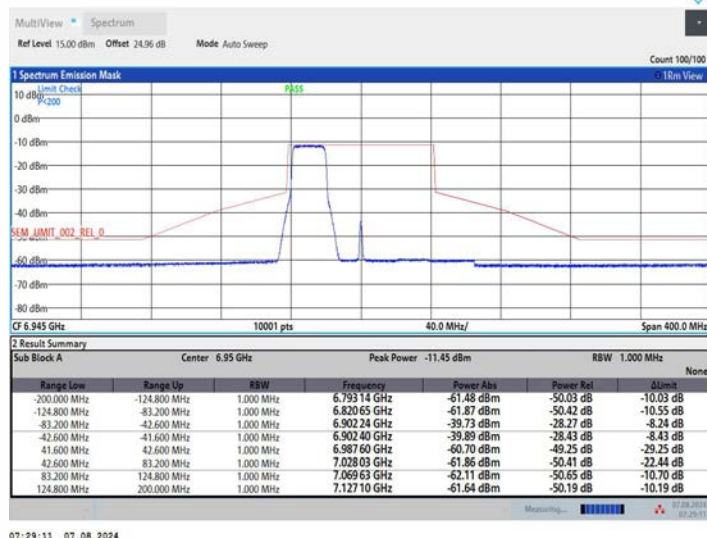 MultiView Spectrum
Ref Level 15.00 dBm Offset 24.96 dB Mode Auto Sweep
Count 100/100
1 Spectrum Emission Mask 1Rm View
10 dBm Limit Check PASS
P<200
0 dBm
-10 dBm
-20 dBm
-30 dBm
-40 dBm
SEM_LIMIT_002_REL_0
-60 dBm
-70 dBm
-80 dBm
CF 6.945 GHz 10001 pts 40.0 MHz/ Span 400.0 MHz
2 Result Summary
Sub Block A Center 6.95 GHz Peak Power -11.45 dBm RBW 1.000 MHz
None
Range Low Range Up RBW Frequency Power Abs Power Rel ΔLimit
-200.000 MHz -124.800 MHz 1.000 MHz 6.793 14 GHz -61.48 dBm -50.03 dB -10.03 dB
-124.800 MHz -83.200 MHz 1.000 MHz 6.820 65 GHz -61.87 dBm -50.42 dB -10.55 dB
-83.200 MHz -42.600 MHz 1.000 MHz 6.902 24 GHz -39.73 dBm -28.27 dB -8.24 dB
-42.600 MHz -41.600 MHz 1.000 MHz 6.902 40 GHz -39.89 dBm -28.43 dB -8.43 dB
41.600 MHz 42.600 MHz 1.000 MHz 6.987 60 GHz -60.70 dBm -49.25 dB -29.25 dB
42.600 MHz 83.200 MHz 1.000 MHz 7.028 03 GHz -61.86 dBm -50.41 dB -22.44 dB
83.200 MHz 124.800 MHz 1.000 MHz 7.069 63 GHz -62.11 dBm -50.65 dB -10.70 dB
124.800 MHz 200.000 MHz 1.000 MHz 7.127 10 GHz -61.64 dBm -50.19 dB -10.19 dB
Measuring... 07.08.2024
07:29:11
07:29:11 07.08.2024